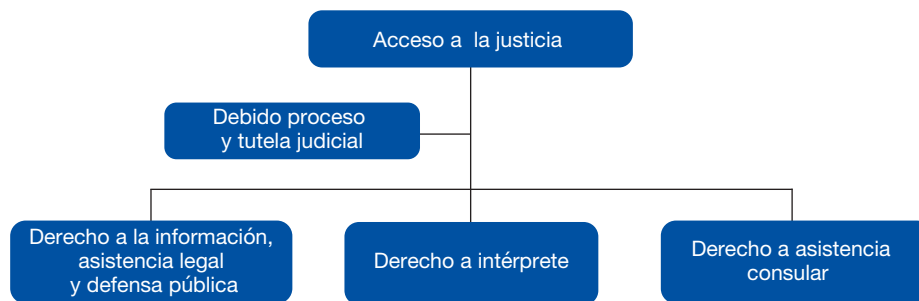 Acceso a la justicia
Debido proceso
y tutela judicial
Derecho a la información,
asistencia legal
y defensa pública
Derecho a intérprete
Derecho a asistencia
consular